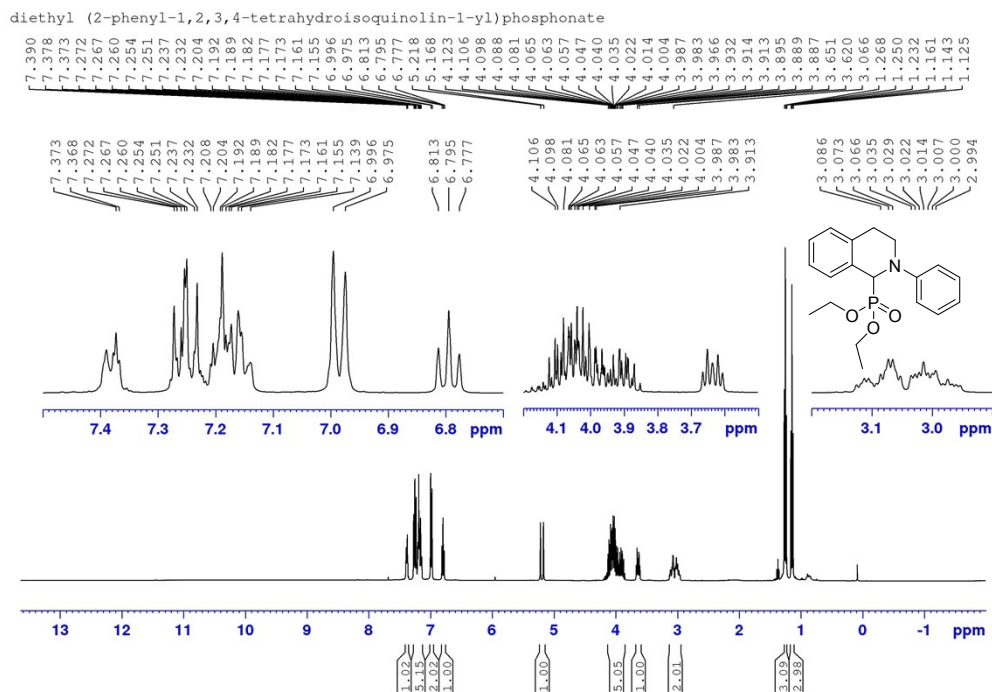 diethyl (2-phenyl-1,2,3,4-tetrahydroisoquinolin-1-yl)phosphonate
7.390 7.378 7.373 7.272 7.267 7.260 7.254 7.251 7.237 7.232 7.204 7.192 7.189 7.182 7.177 7.173 7.161 7.155 6.996 6.975 6.813 6.795 6.777 5.218 5.168 4.123 4.106 4.098 4.088 4.081 4.065 4.063 4.057 4.047 4.040 4.035 4.022 4.014 4.004 3.987 3.983 3.966 3.932 3.914 3.913 3.895 3.889 3.887 3.651 3.620 3.066 1.268 1.250 1.232 1.161 1.143 1.125
7.373 7.368 7.272 7.267 7.260 7.254 7.251 7.237 7.232 7.208 7.204 7.192 7.189 7.182 7.177 7.173 7.161 7.155 7.139 6.996 6.975 6.813 6.795 6.777 4.106 4.098 4.081 4.065 4.063 4.057 4.047 4.040 4.035 4.022 4.004 3.987 3.983 3.913 3.086 3.073 3.066 3.035 3.029 3.022 3.014 3.007 3.000 2.994
N
P
O O
O
7.4 7.3 7.2 7.1 7.0 6.9 6.8 ppm 4.1 4.0 3.9 3.8 3.7 ppm 3.1 3.0 ppm
13 12 11 10 9 8 7 6 5 4 3 2 1 0 -1 ppm
1.02 5.15 2.02 1.00 1.00 5.05 1.00 2.01 3.09 2.98